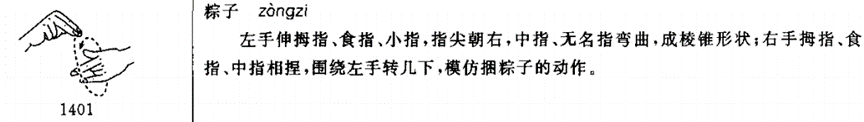 粽子 zòngzi
左手伸拇指、食指、小指,指尖朝右,中指、无名指弯曲,成棱锥形状;右手拇指、食
指、中指相捏,围绕左手转几下,模仿捆粽子的动作。
1401